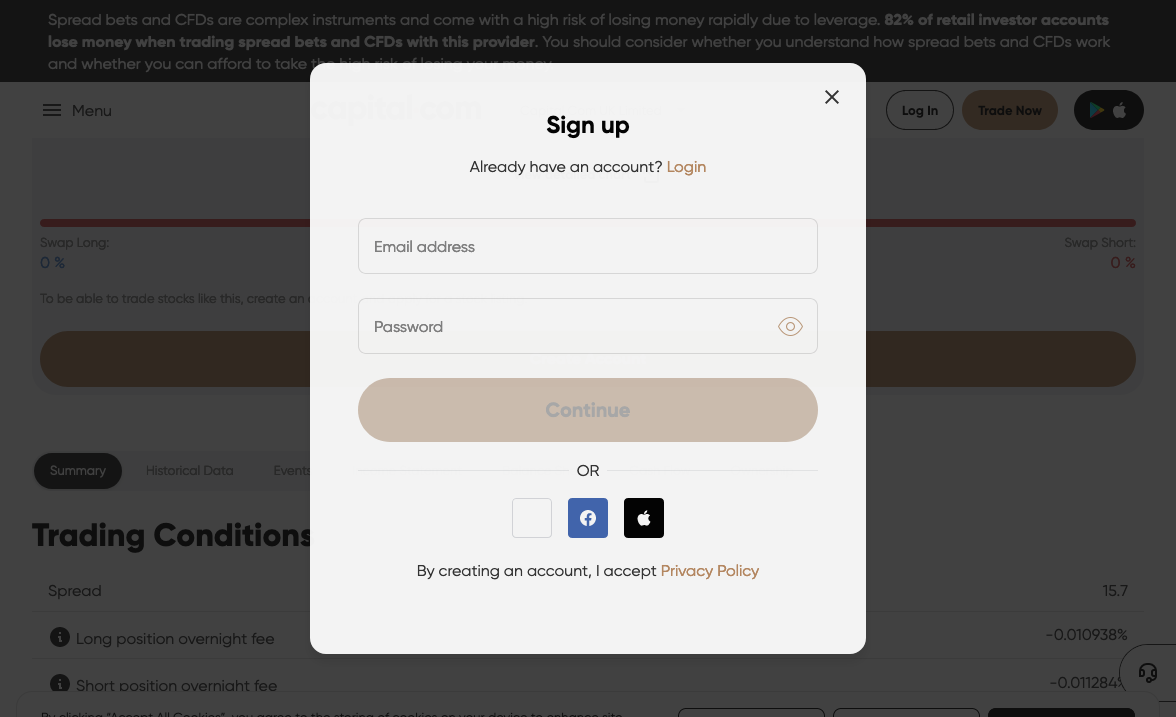 Spread bets and CFDs are complex instruments and come with a high risk of losing money rapidly due to leverage. 82% of retail investor accounts
lose money when trading spread bets and CFDs with this provider. You should consider whether you understand how spread bets and CFDs work
and whether you can afford to take the high risk of losing your money.
Menu
capital.com
Log In
Trade Now
Sign up
Already have an account? Login
Swap Long:
0 %
Swap Short:
0 %
Email address
To be able to trade stocks like this, create an
Password
Continue
Summary
Historical Data
Events
OR
Trading Conditions
By creating an account, I accept Privacy Policy
Spread
15.7
Long position overnight fee
-0.010938%
Short position overnight fee
-0.011284%
By clicking "Accept All Cookies", you agree to the storing of cookies on your device to enhance site